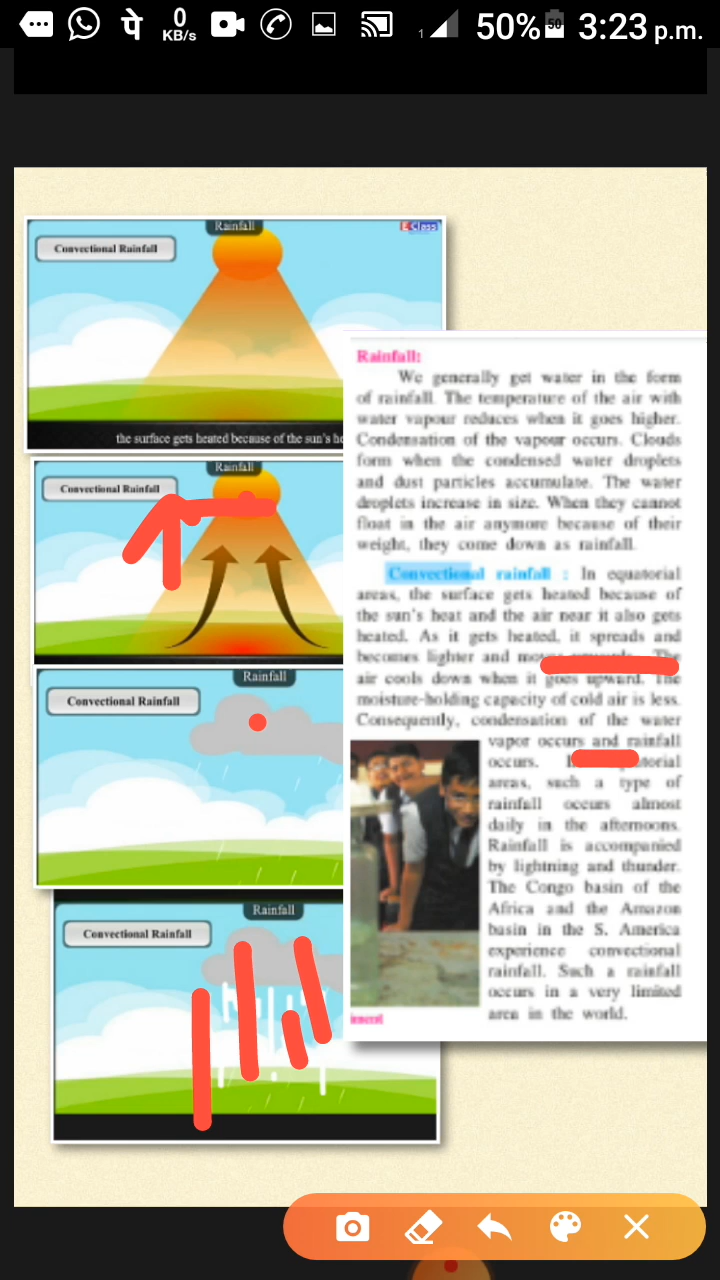 पे
0
KB/s
1
50%
50
3:23 p.m.
Rainfall
Convectional Rainfall
E Class
the surface gets heated because of the sun's he
Rainfall
Convectional Rainfall
Rainfall
Convectional Rainfall
Rainfall
Convectional Rainfall
Rainfall:
We generally get water in the form
of rainfall. The temperature of the air with
water vapour reduces when it goes higher.
Condensation of the vapour occurs. Clouds
form when the condensed water droplets
and dust particles accumulate. The water
droplets increase in size. When they cannot
float in the air anymore because of their
weight, they come down as rainfall.
Convectional rainfall : In equatorial
areas, the surface gets heated because of
the sun's heat and the air near it also gets
heated. As it gets heated, it spreads and
becomes lighter and The
air cools down when it goes upward. The
moisture-holding capacity of cold air is less.
Consequently, condensation of the water
vapor occurs and rainfall
occurs.
areas, such a type of
rainfall occurs almost
daily in the afternoons.
Rainfall is accompanied
by lightning and thunder.
The Congo basin of the
Africa and the Amazon
basin in the S. America
experience convectional
rainfall. Such a rainfall
occurs in a very limited
area in the world.